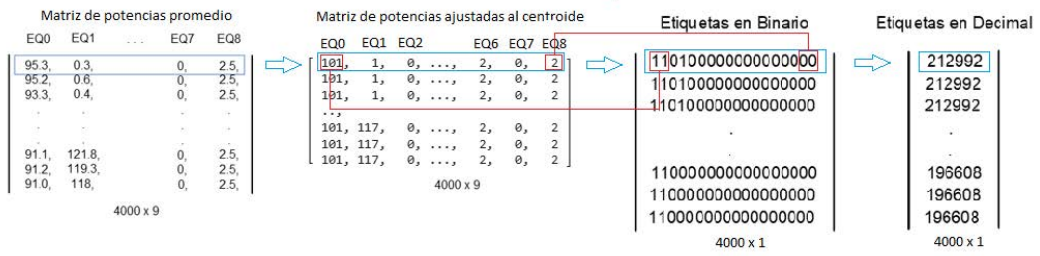 Matriz de potencias promedio
EQ0 EQ1 . . . EQ7 EQ8
95.3, 0.3, 0, 2.5,
95.2, 0.6, 0, 2.5,
93.3, 0.4, 0, 2.5,
. . . .
. . . .
91.1, 121.8, 0, 2.5,
91.2, 119.3, 0, 2.5,
91.0, 118, 0, 2.5,
4000 x 9
Matriz de potencias ajustadas al centroide
EQ0 EQ1 EQ2 EQ6 EQ7 EQ8
[ 101, 1, 0, ..., 2, 0, 2
101, 1, 0, ..., 2, 0, 2
101, 1, 0, ..., 2, 0, 2
..,
101, 117, 0, ..., 2, 0, 2
101, 117, 0, ..., 2, 0, 2
101, 117, 0, ..., 2, 0, 2 ]
4000 x 9
Etiquetas en Binario
110100000000000000
110100000000000000
110100000000000000
.
.
110000000000000000
110000000000000000
110000000000000000
4000 x 1
Etiquetas en Decimal
212992
212992
212992
.
.
196608
196608
196608
4000 x 1